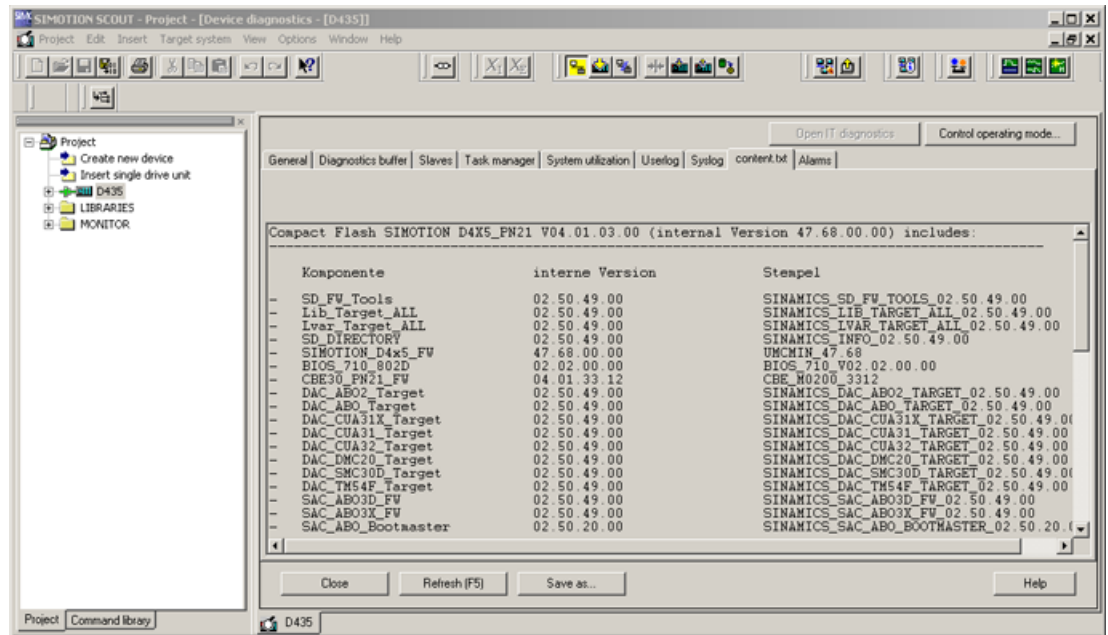 SIMOTION SCOUT - Project - [Device diagnostics - [D435]]
Project Edit Insert Target system View Options Window Help
Project
Create new device
Insert single drive unit
D435
LIBRARIES
MONITOR
Open IT diagnostics Control operating mode...
General Diagnostics buffer Slaves Task manager System utilization Userlog Syslog content.txt Alarms
Compact Flash SIMOTION D4X5_PN21 V04.01.03.00 (internal Version 47.68.00.00) includes:
Komponente interne Version Stempel
- SD_FW_Tools 02.50.49.00 SINAMICS_SD_FW_TOOLS_02.50.49.00
- Lib_Target_ALL 02.50.49.00 SINAMICS_LIB_TARGET_ALL_02.50.49.00
- Lvar_Target_ALL 02.50.49.00 SINAMICS_LVAR_TARGET_ALL_02.50.49.00
- SD_DIRECTORY 02.50.49.00 SINAMICS_INFO_02.50.49.00
- SIMOTION_D4x5_FW 47.68.00.00 UMCMIN_47.68
- BIOS_710_802D 02.02.00.00 BIOS_710_V02.02.00.00
- CBE30_PN21_FW 04.01.33.12 CBE_M0200_3312
- DAC_ABO2_Target 02.50.49.00 SINAMICS_DAC_ABO2_TARGET_02.50.49.00
- DAC_ABO_Target 02.50.49.00 SINAMICS_DAC_ABO_TARGET_02.50.49.00
- DAC_CUA31X_Target 02.50.49.00 SINAMICS_DAC_CUA31X_TARGET_02.50.49.00
- DAC_CUA31_Target 02.50.49.00 SINAMICS_DAC_CUA31_TARGET_02.50.49.00
- DAC_CUA32_Target 02.50.49.00 SINAMICS_DAC_CUA32_TARGET_02.50.49.00
- DAC_DMC20_Target 02.50.49.00 SINAMICS_DAC_DMC20_TARGET_02.50.49.00
- DAC_SMC30D_Target 02.50.49.00 SINAMICS_DAC_SMC30D_TARGET_02.50.49.00
- DAC_TM54F_Target 02.50.49.00 SINAMICS_DAC_TM54F_TARGET_02.50.49.00
- SAC_ABO3D_FW 02.50.49.00 SINAMICS_SAC_ABO3D_FW_02.50.49.00
- SAC_ABO3X_FW 02.50.49.00 SINAMICS_SAC_ABO3X_FW_02.50.49.00
- SAC_ABO_Bootmaster 02.50.20.00 SINAMICS_SAC_ABO_BOOTMASTER_02.50.20.
Close Refresh (F5) Save as... Help
Project Command library D435